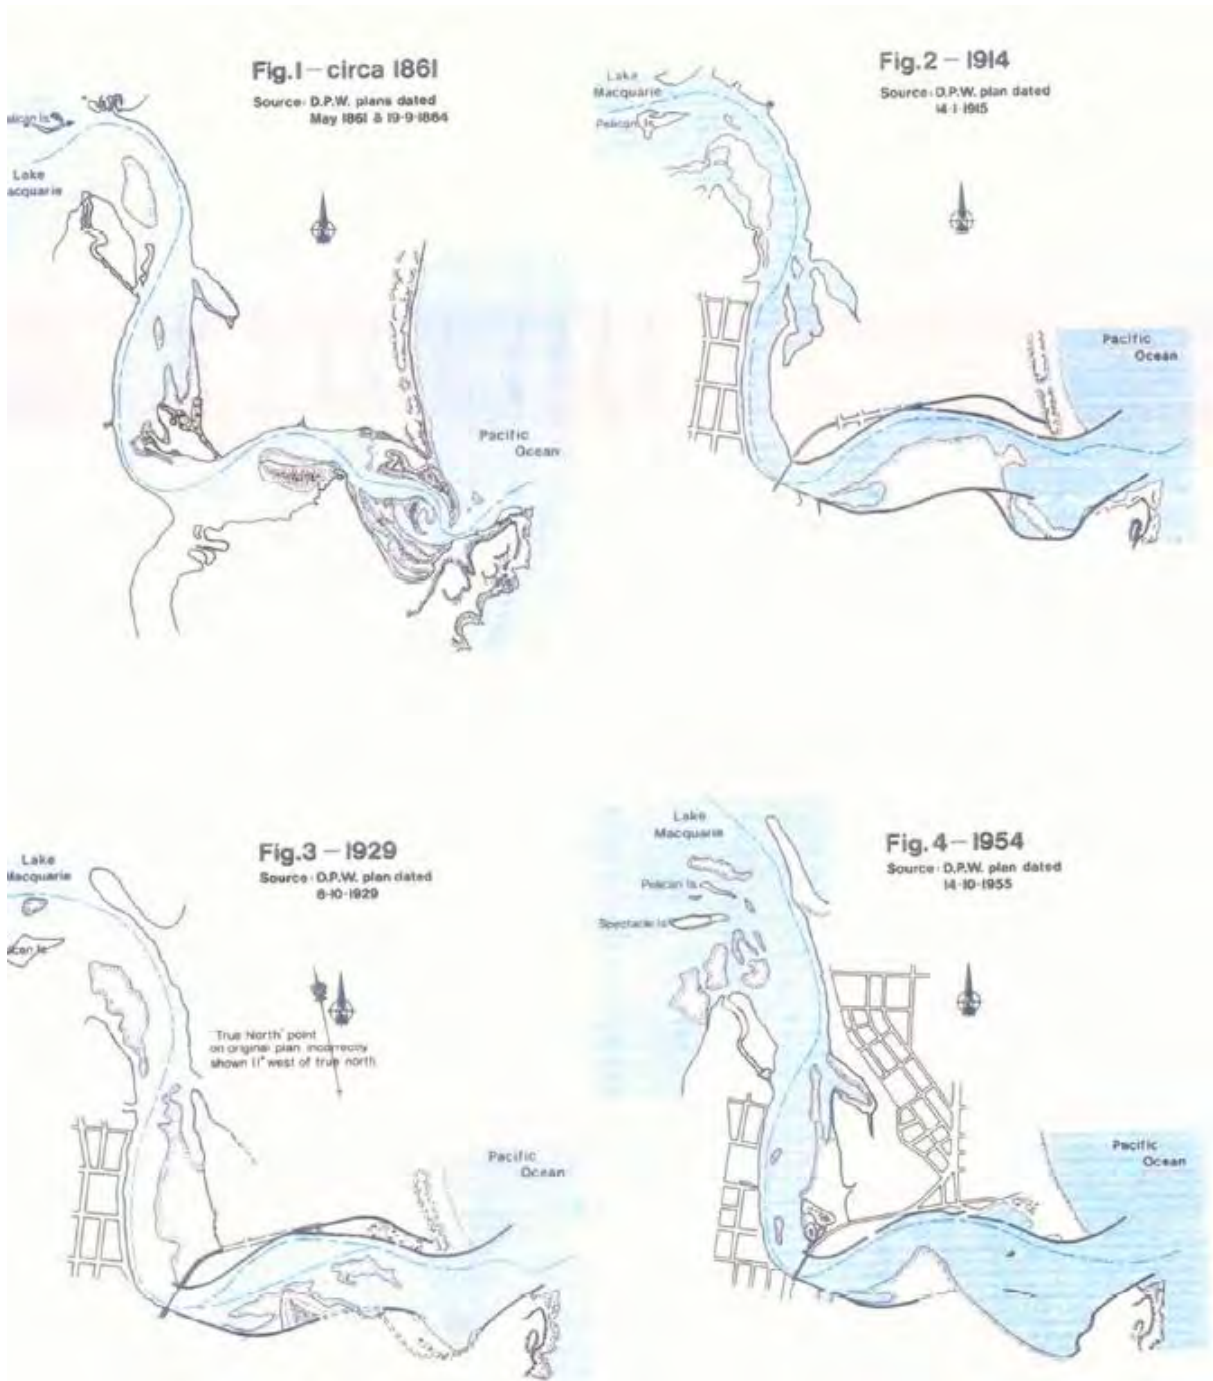 Fig.1 – circa 1861
Source: D.P.W. plans dated
May 1861 & 19-9-1864
Lake
Pacific
Ocean
Fig.2 – 1914
Source: D.P.W. plan dated
14-1-1915
Lake
Macquarie
Pelican Is.
Pacific
Ocean
Fig.3 – 1929
Source: D.P.W. plan dated
8-10-1929
Lake
"True North" point
on original plan incorrectly
shown 11° west of true north
Pacific
Ocean
Fig.4 – 1954
Source: D.P.W. plan dated
14-10-1955
Lake
Macquarie
Pelican Is.
Spectacle Is.
Pacific
Ocean